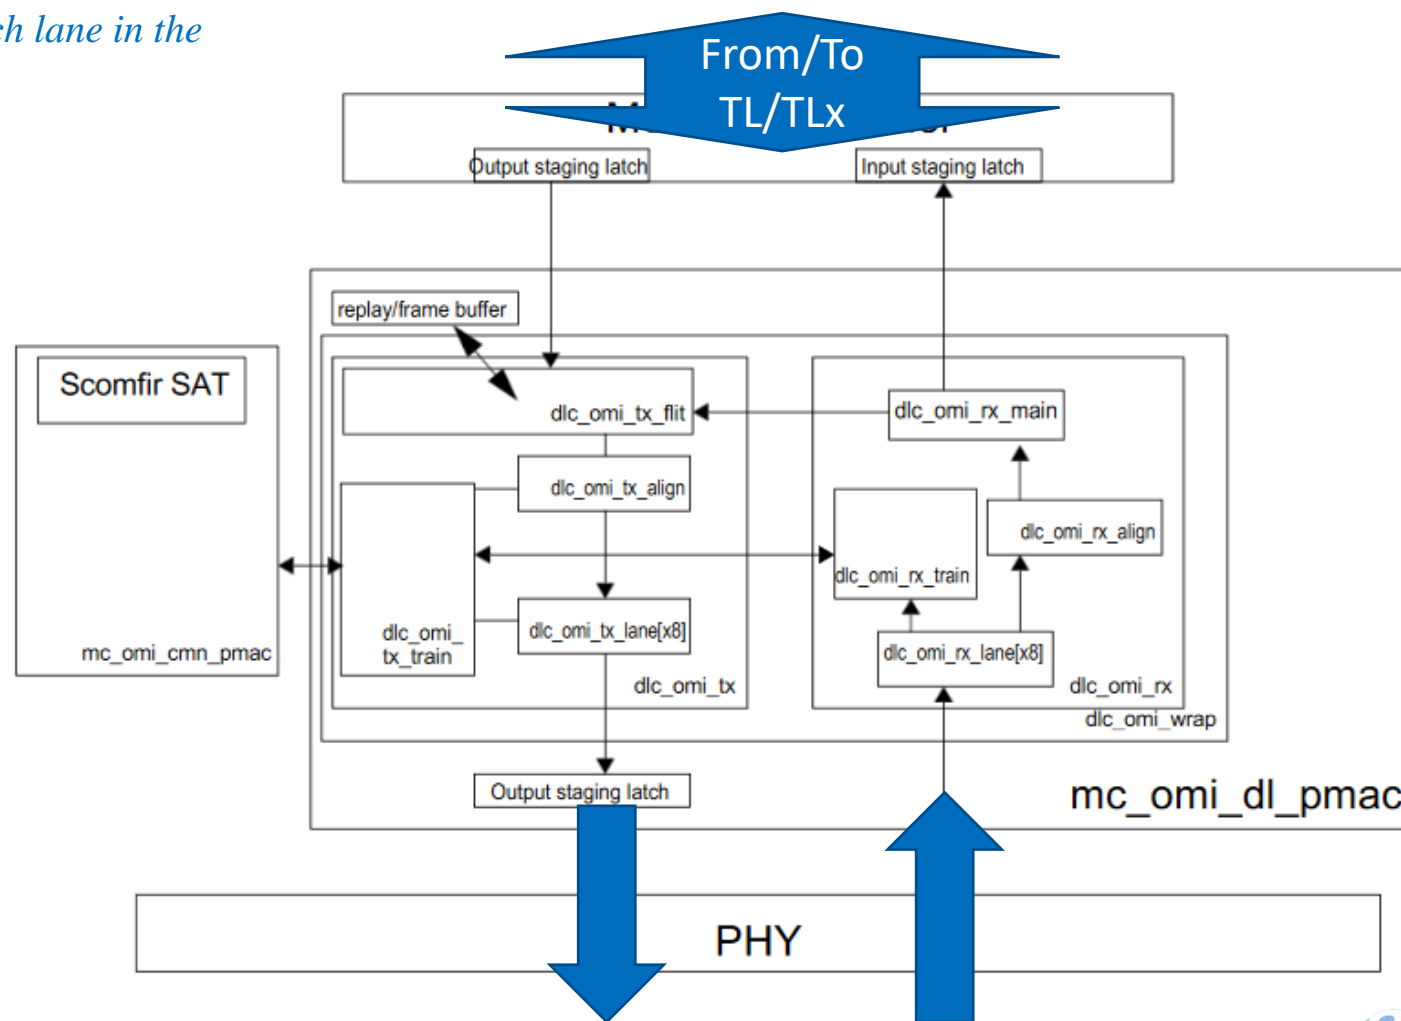 ch lane in the
From/To
TL/TLx
Output staging latch
Input staging latch
replay/frame buffer
Scomfir SAT
dlc_omi_tx_flit
dlc_omi_rx_main
dlc_omi_tx_align
dlc_omi_rx_align
dlc_omi_rx_train
dlc_omi_
tx_train
dlc_omi_tx_lane[x8]
dlc_omi_rx_lane[x8]
mc_omi_cmn_pmac
dlc_omi_tx
dlc_omi_rx
dlc_omi_wrap
Output staging latch
mc_omi_dl_pmac
PHY